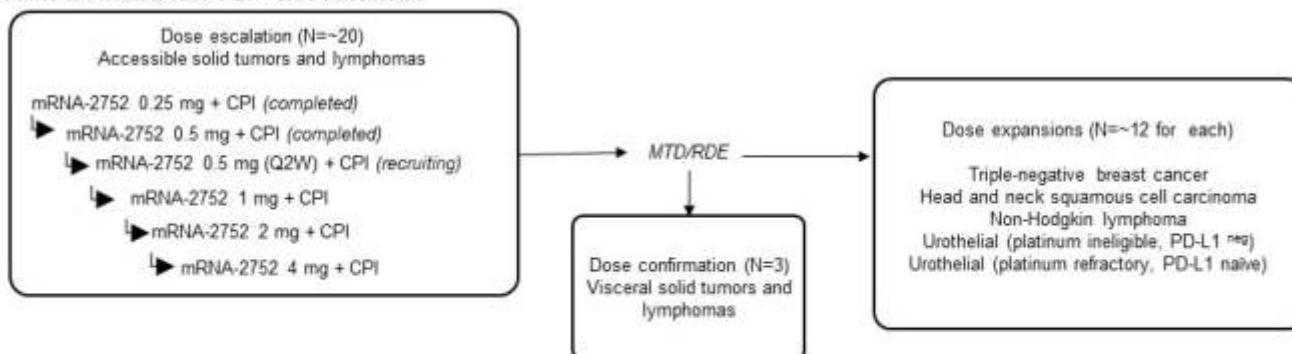 Dose escalation (N=~20)
Accessible solid tumors and lymphomas
mRNA-2752 0.25 mg + CPI (completed)
mRNA-2752 0.5 mg + CPI (completed)
mRNA-2752 0.5 mg (Q2W) + CPI (recruiting)
mRNA-2752 1 mg + CPI
mRNA-2752 2 mg + CPI
mRNA-2752 4 mg + CPI
MTD/RDE
Dose confirmation (N=3)
Visceral solid tumors and
lymphomas
Dose expansions (N=~12 for each)
Triple-negative breast cancer
Head and neck squamous cell carcinoma
Non-Hodgkin lymphoma
Urothelial (platinum ineligible, PD-L1 neg)
Urothelial (platinum refractory, PD-L1 naïve)